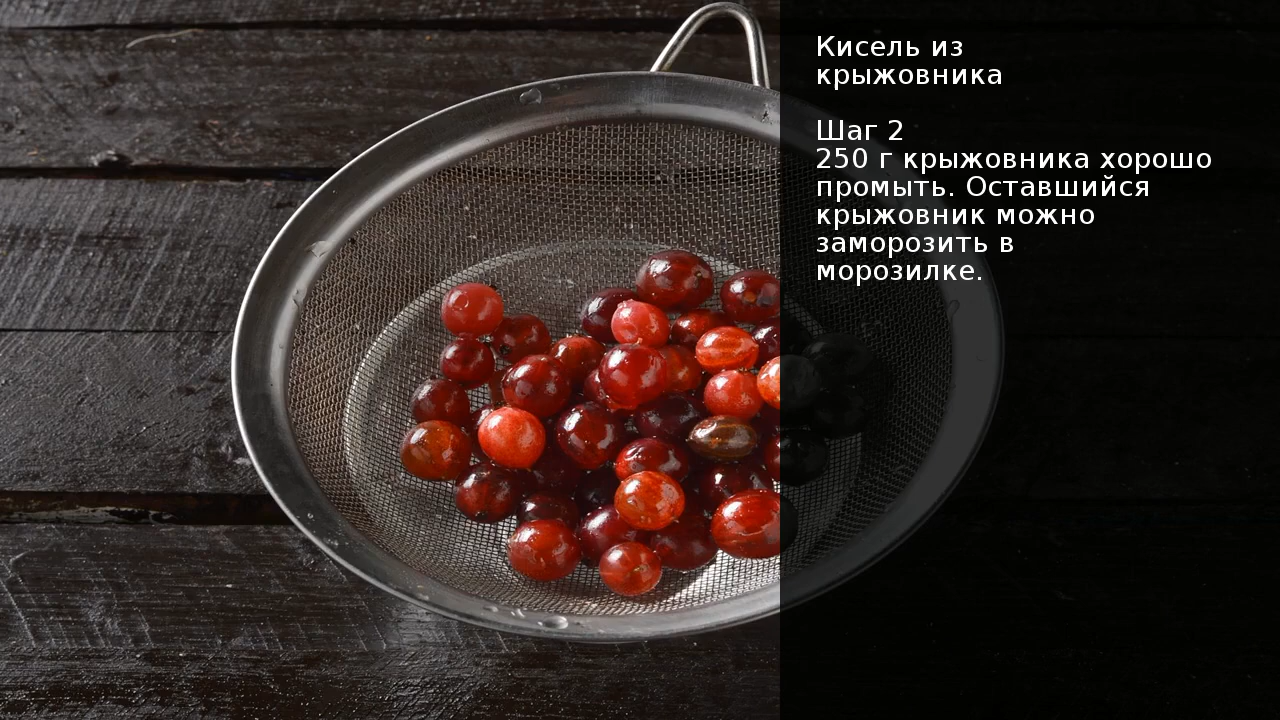 Кисель из
крыжовника
Шаг 2
250 г крыжовника хорошо
промыть. Оставшийся
крыжовник можно
заморозить в
морозилке.